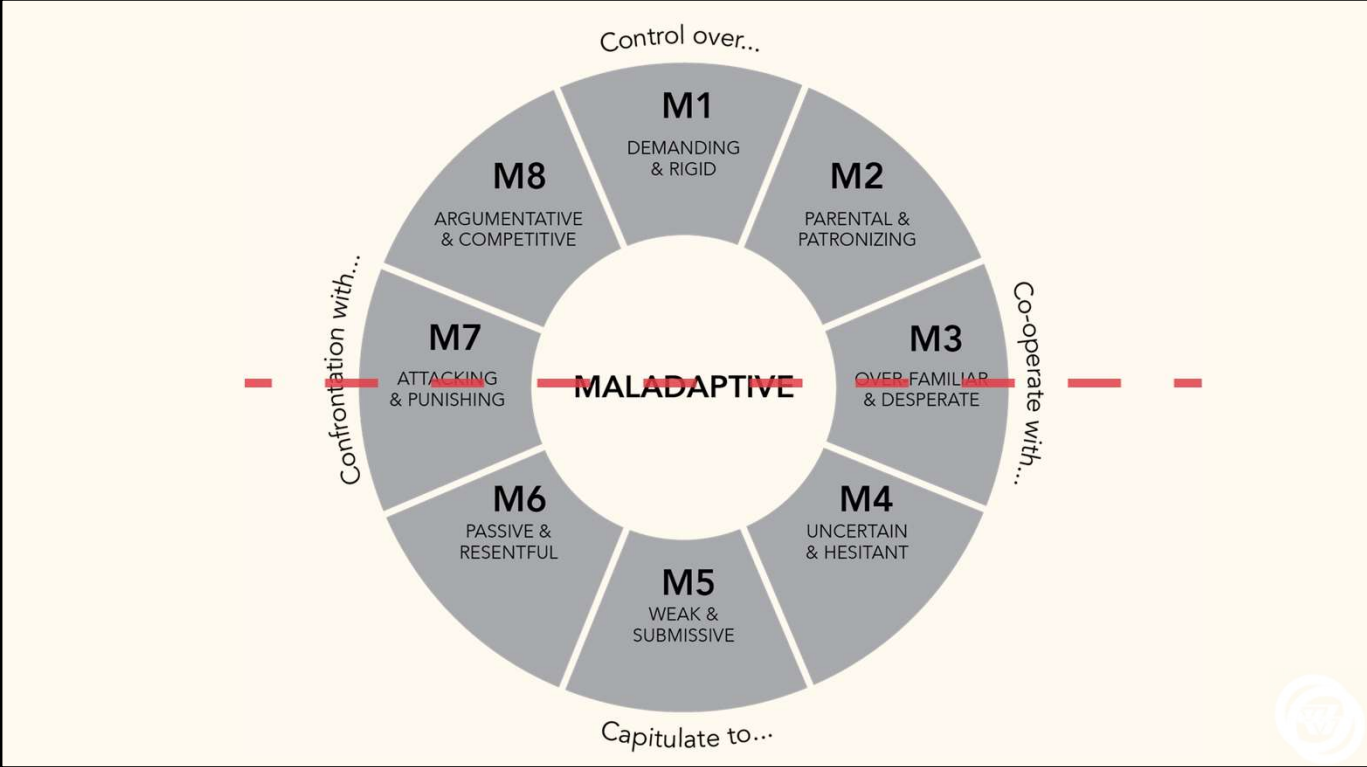 Control over...
M1
DEMANDING
& RIGID
M2
PARENTAL &
PATRONIZING
M3
OVER-FAMILIAR
& DESPERATE
Co-operate with...
M4
UNCERTAIN
& HESITANT
M5
WEAK &
SUBMISSIVE
Capitulate to...
M6
PASSIVE &
RESENTFUL
M7
ATTACKING
& PUNISHING
Confrontation with...
M8
ARGUMENTATIVE
& COMPETITIVE
MALADAPTIVE